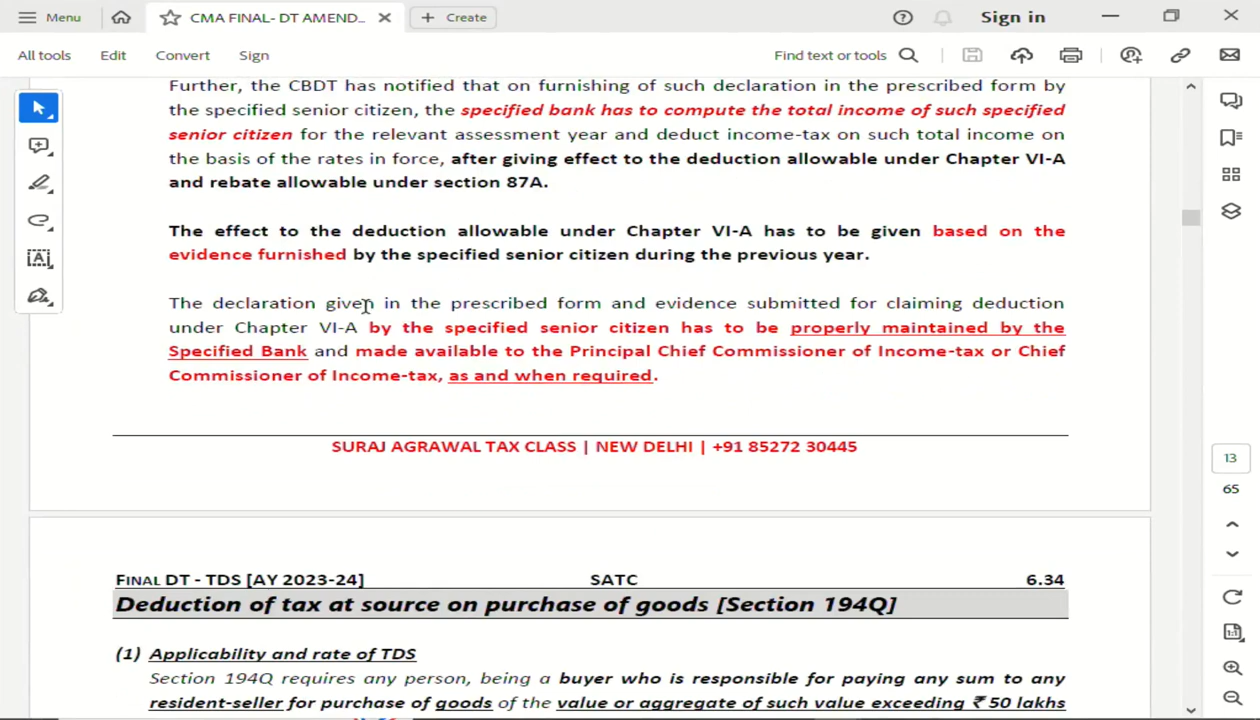 Menu
CMA FINAL- DT AMEND...
Create
Sign in
All tools
Edit
Convert
Sign
Find text or tools
Further, the CBDT has notified that on furnishing of such declaration in the prescribed form by
the specified senior citizen, the specified bank has to compute the total income of such specified
senior citizen for the relevant assessment year and deduct income-tax on such total income on
the basis of the rates in force, after giving effect to the deduction allowable under Chapter VI-A
and rebate allowable under section 87A.
The effect to the deduction allowable under Chapter VI-A has to be given based on the
evidence furnished by the specified senior citizen during the previous year.
The declaration given in the prescribed form and evidence submitted for claiming deduction
under Chapter VI-A by the specified senior citizen has to be properly maintained by the
Specified Bank and made available to the Principal Chief Commissioner of Income-tax or Chief
Commissioner of Income-tax, as and when required.
SURAJ AGRAWAL TAX CLASS | NEW DELHI | +91 85272 30445
13
65
FINAL DT - TDS [AY 2023-24] SATC 6.34
Deduction of tax at source on purchase of goods [Section 194Q]
(1) Applicability and rate of TDS
Section 194Q requires any person, being a buyer who is responsible for paying any sum to any
resident-seller for purchase of goods of the value or aggregate of such value exceeding ₹ 50 lakhs